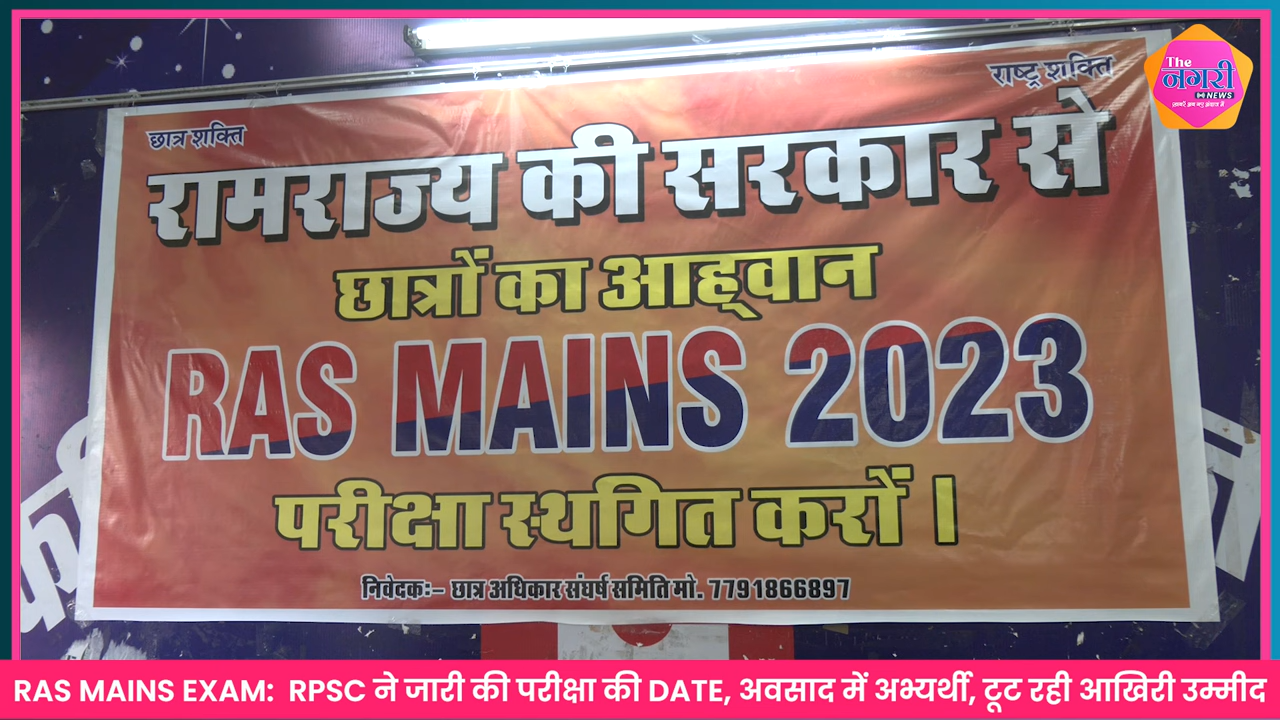 The
नगरी
NEWS
छात्र शक्ति
राष्ट्र शक्ति
रामराज्य की सरकार से
छात्रों का आह्‌वान
RAS MAINS 2023
परीक्षा स्थगित करों ।
निवेदकः- छात्र अधिकार संघर्ष समिति मो. 7791866897
RAS MAINS EXAM: RPSC ने जारी की परीक्षा की DATE, अवसाद में अभ्यर्थी, टूट रही आखिरी उम्मीद